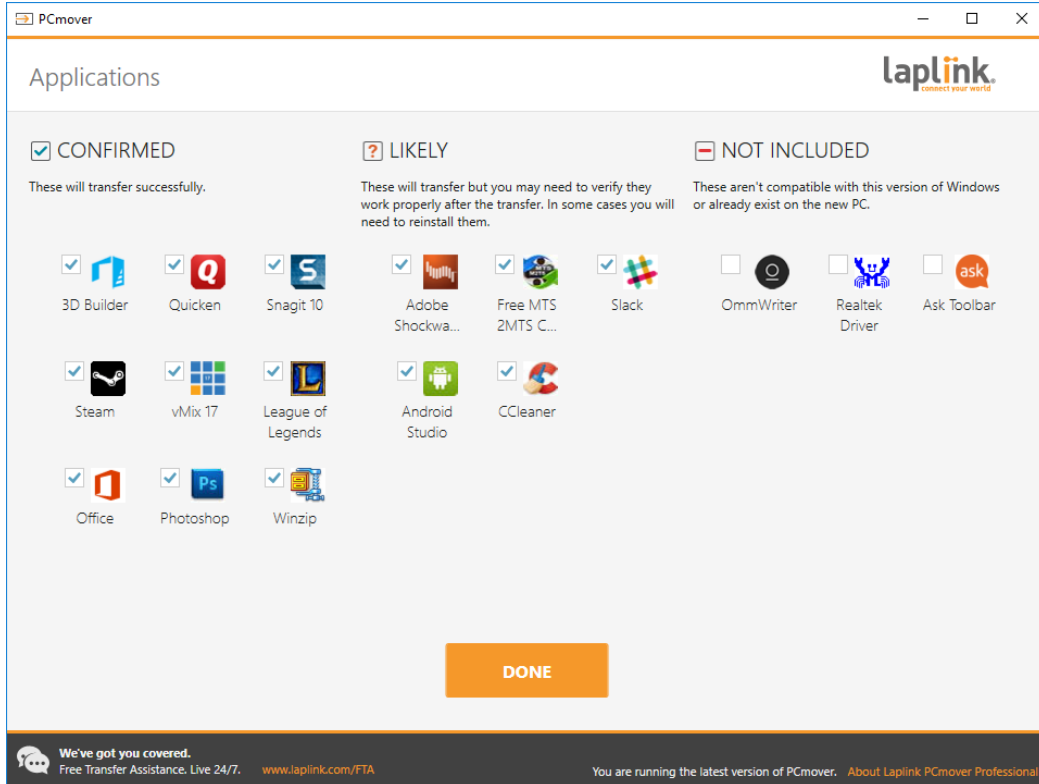 PCmover
Applications
laplink.
connect your world
CONFIRMED
These will transfer successfully.
3D Builder
Quicken
Snagit 10
Steam
vMix 17
League of
Legends
Office
Photoshop
Winzip
? LIKELY
These will transfer but you may need to verify they
work properly after the transfer. In some cases you will
need to reinstall them.
Adobe
Shockwa...
Free MTS
2MTS C...
Slack
Android
Studio
CCleaner
NOT INCLUDED
These aren't compatible with this version of Windows
or already exist on the new PC.
OmmWriter
Realtek
Driver
ask
Ask Toolbar
Ps
DONE
We've got you covered.
Free Transfer Assistance. Live 24/7.
www.laplink.com/FTA
You are running the latest version of PCmover.
About Laplink PCmover Professional